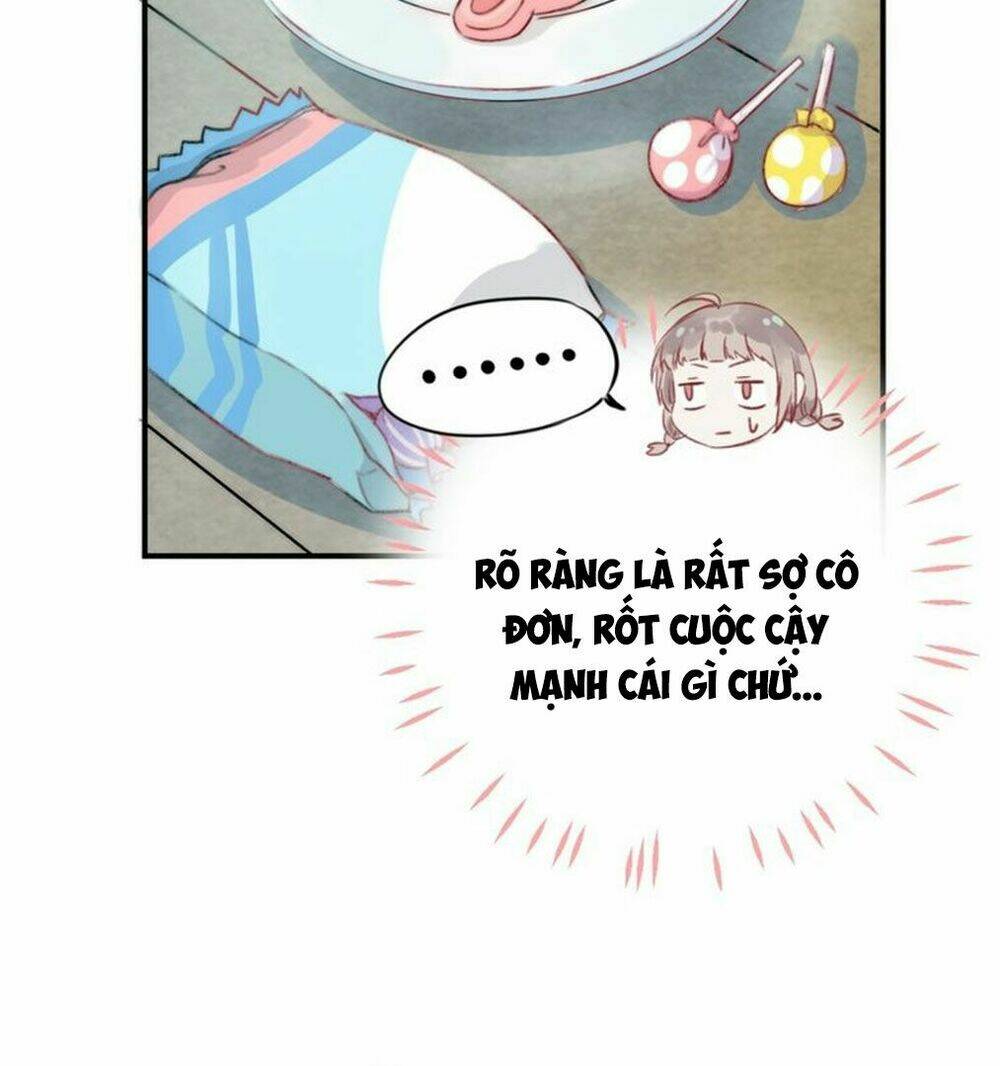 ......
RÕ RÀNG LÀ RẤT SỢ CÔ
ĐƠN, RỐT CUỘC CẬY
MẠNH CÁI GÌ CHỨ...